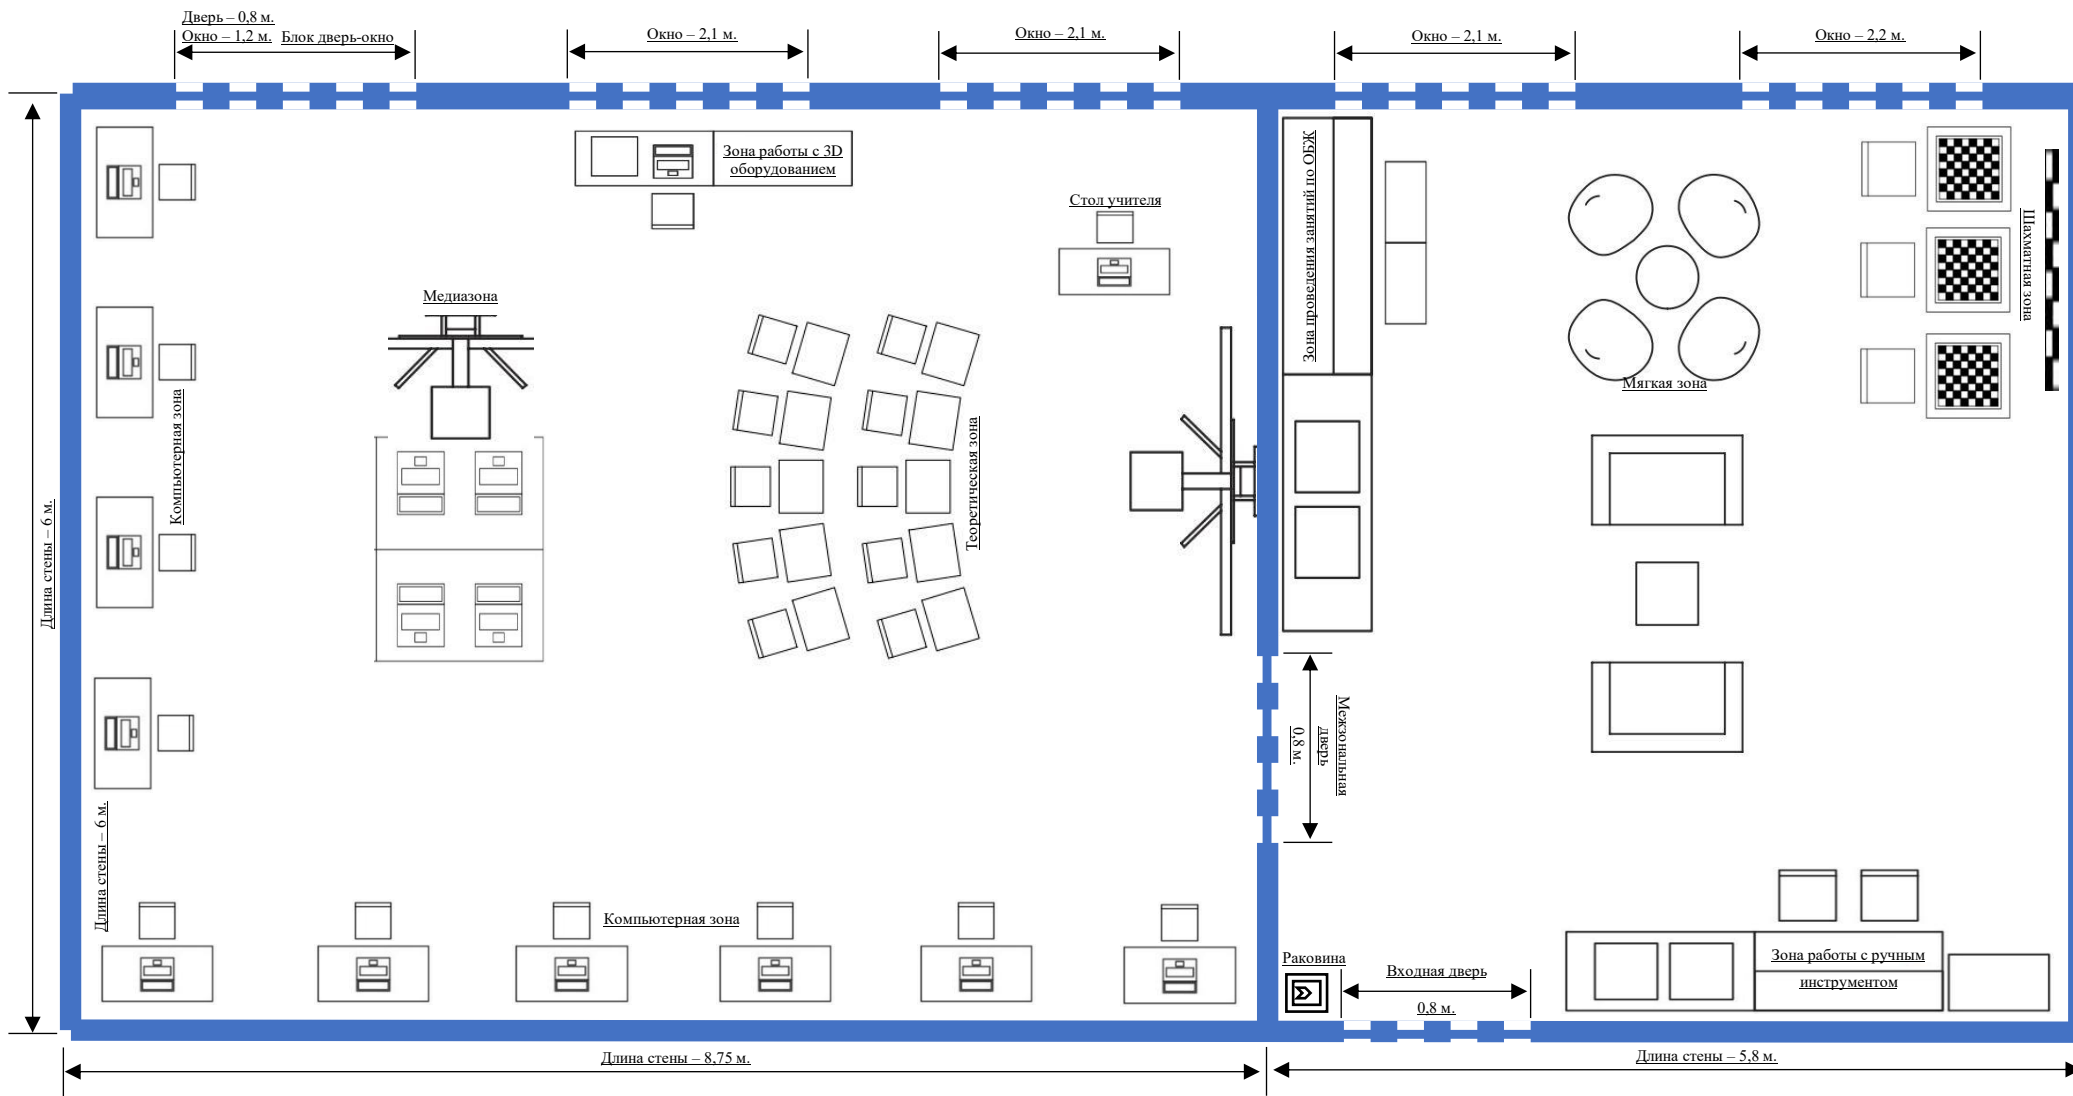 Дверь – 0,8 м.
Окно – 1,2 м.
Блок дверь-окно
Окно – 2,1 м.
Окно – 2,1 м.
Окно – 2,1 м.
Окно – 2,2 м.
Зона работы с 3D
оборудованием
Стол учителя
Зона проведения занятий по ОБЖ
Шахматная зона
Медиазона
Мягкая зона
Компьютерная зона
Теоретическая зона
Длина стены – 6 м.
Межзональная
дверь
0,8 м.
Длина стены – 6 м.
Компьютерная зона
Раковина
Входная дверь
0,8 м.
Зона работы с ручным
инструментом
Длина стены – 8,75 м.
Длина стены – 5,8 м.